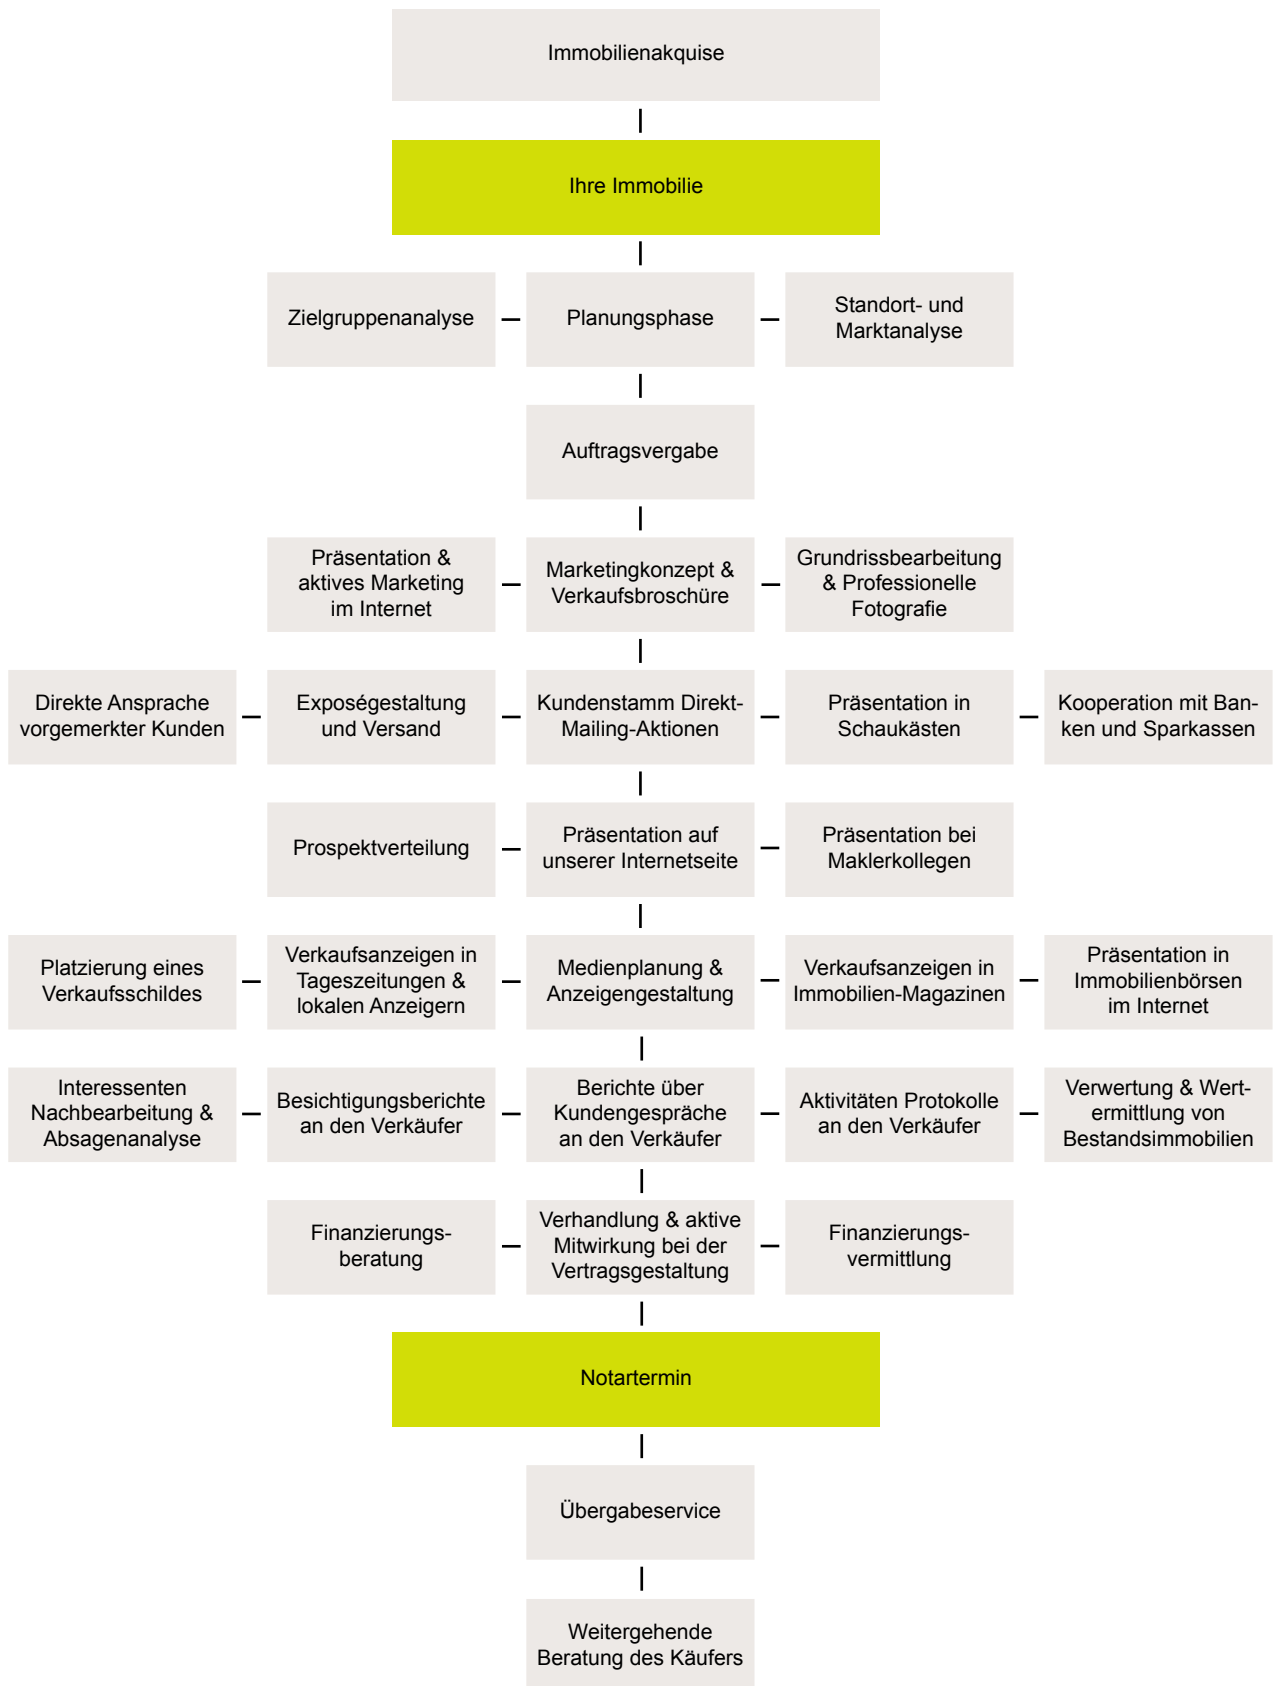 Immobilienakquise
Ihre Immobilie
Zielgruppenanalyse
Planungsphase
Standort- und
Marktanalyse
Auftragsvergabe
Präsentation &
aktives Marketing
im Internet
Marketingkonzept &
Verkaufsbroschüre
Grundrissbearbeitung
& Professionelle
Fotografie
Direkte Ansprache
vorgemerkter Kunden
Exposégestaltung
und Versand
Kundenstamm Direkt-
Mailing-Aktionen
Präsentation in
Schaukästen
Kooperation mit Ban-
ken und Sparkassen
Prospektverteilung
Präsentation auf
unserer Internetseite
Präsentation bei
Maklerkollegen
Platzierung eines
Verkaufsschildes
Verkaufsanzeigen in
Tageszeitungen &
lokalen Anzeigern
Medienplanung &
Anzeigengestaltung
Verkaufsanzeigen in
Immobilien-Magazinen
Präsentation in
Immobilienbörsen
im Internet
Interessenten
Nachbearbeitung &
Absagenanalyse
Besichtigungsberichte
an den Verkäufer
Berichte über
Kundengespräche
an den Verkäufer
Aktivitäten Protokolle
an den Verkäufer
Verwertung & Wert-
ermittlung von
Bestandsimmobilien
Finanzierungs-
beratung
Verhandlung & aktive
Mitwirkung bei der
Vertragsgestaltung
Finanzierungs-
vermittlung
Notartermin
Übergabeservice
Weitergehende
Beratung des Käufers